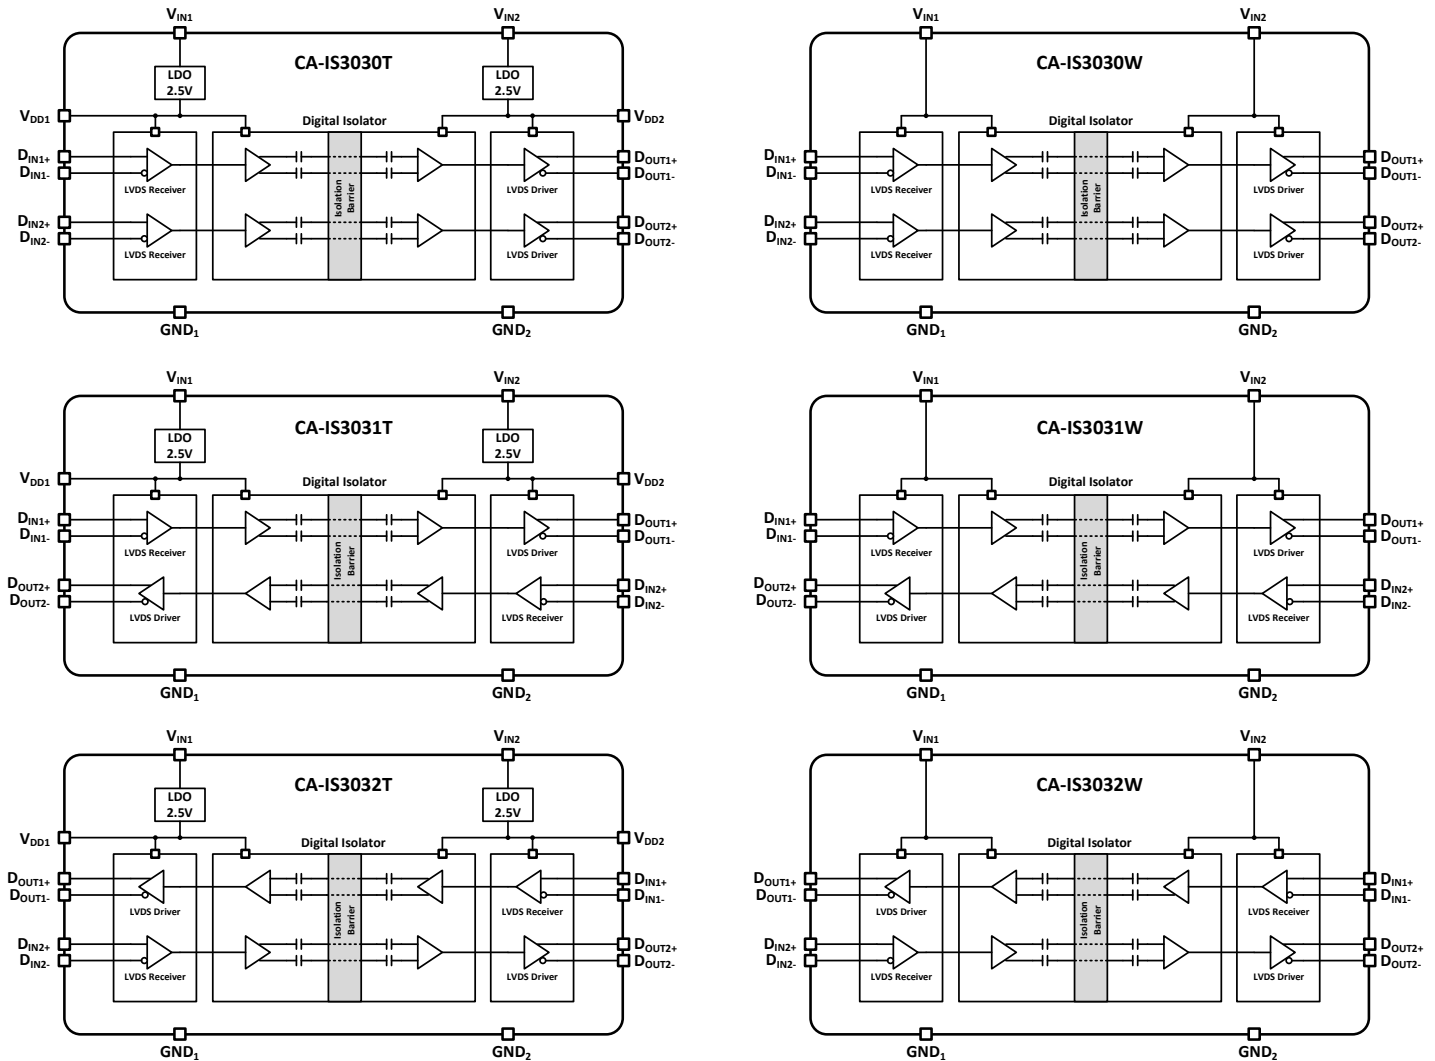 VIN1 VIN2
CA-IS3030T
LDO 2.5V
LDO 2.5V
VDD1
VDD2
Digital Isolator
DIN1+
DIN1-
LVDS Receiver
Isolation Barrier
LVDS Driver
DOUT1+
DOUT1-
DIN2+
DIN2-
LVDS Receiver
LVDS Driver
DOUT2+
DOUT2-
GND1 GND2
VIN1 VIN2
CA-IS3030W
Digital Isolator
DIN1+
DIN1-
LVDS Receiver
Isolation Barrier
LVDS Driver
DOUT1+
DOUT1-
DIN2+
DIN2-
LVDS Receiver
LVDS Driver
DOUT2+
DOUT2-
GND1 GND2
VIN1 VIN2
CA-IS3031T
LDO 2.5V
LDO 2.5V
VDD1
VDD2
Digital Isolator
DIN1+
DIN1-
LVDS Receiver
Isolation Barrier
LVDS Driver
DOUT1+
DOUT1-
DOUT2+
DOUT2-
LVDS Driver
LVDS Receiver
DIN2+
DIN2-
GND1 GND2
VIN1 VIN2
CA-IS3031W
Digital Isolator
DIN1+
DIN1-
LVDS Receiver
Isolation Barrier
LVDS Driver
DOUT1+
DOUT1-
DOUT2+
DOUT2-
LVDS Driver
LVDS Receiver
DIN2+
DIN2-
GND1 GND2
VIN1 VIN2
CA-IS3032T
LDO 2.5V
LDO 2.5V
VDD1
VDD2
Digital Isolator
DOUT1+
DOUT1-
LVDS Driver
Isolation Barrier
LVDS Receiver
DIN1+
DIN1-
DIN2+
DIN2-
LVDS Receiver
LVDS Driver
DOUT2+
DOUT2-
GND1 GND2
VIN1 VIN2
CA-IS3032W
Digital Isolator
DOUT1+
DOUT1-
LVDS Driver
Isolation Barrier
LVDS Receiver
DIN1+
DIN1-
DIN2+
DIN2-
LVDS Receiver
LVDS Driver
DOUT2+
DOUT2-
GND1 GND2